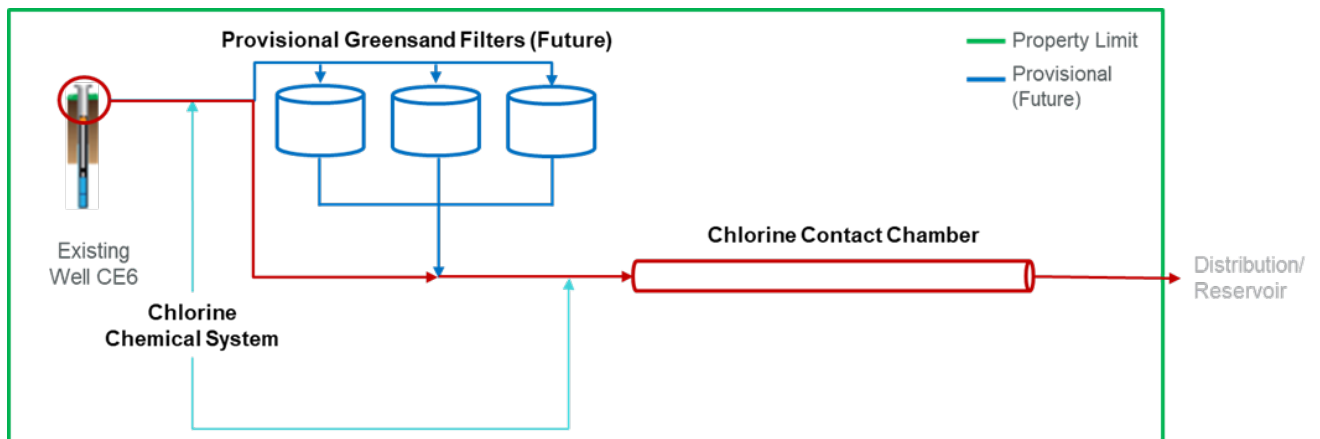 Provisional Greensand Filters (Future)
Property Limit
Provisional
(Future)
Existing
Well CE6
Chlorine
Chemical System
Chlorine Contact Chamber
Distribution/
Reservoir